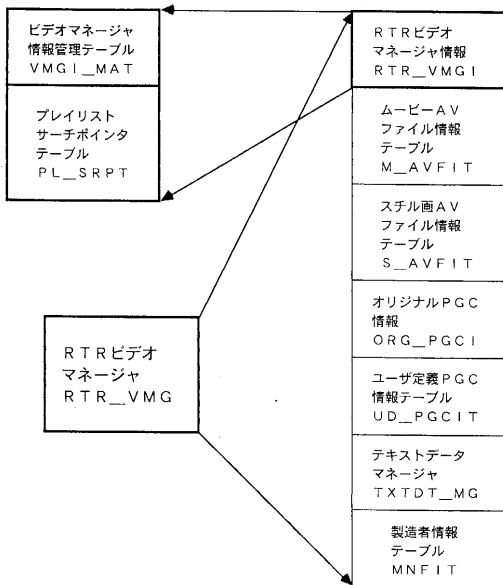 ビデオマネージャ
情報管理テーブル
VMGI_MAT
プレイリスト
サーチポインタ
テーブル
PL_SRPT
RTRビデオ
マネージャ
RTR_VMG
RTRビデオ
マネージャ情報
RTR_VMGI
ムービーAV
ファイル情報
テーブル
M_AVFIT
スチル画AV
ファイル情報
テーブル
S_AVFIT
オリジナルPGC
情報
ORG_PGCI
ユーザ定義PGC
情報テーブル
UD_PGCIT
テキストデータ
マネージャ
TXTDT_MG
製造者情報
テーブル
MNFIT